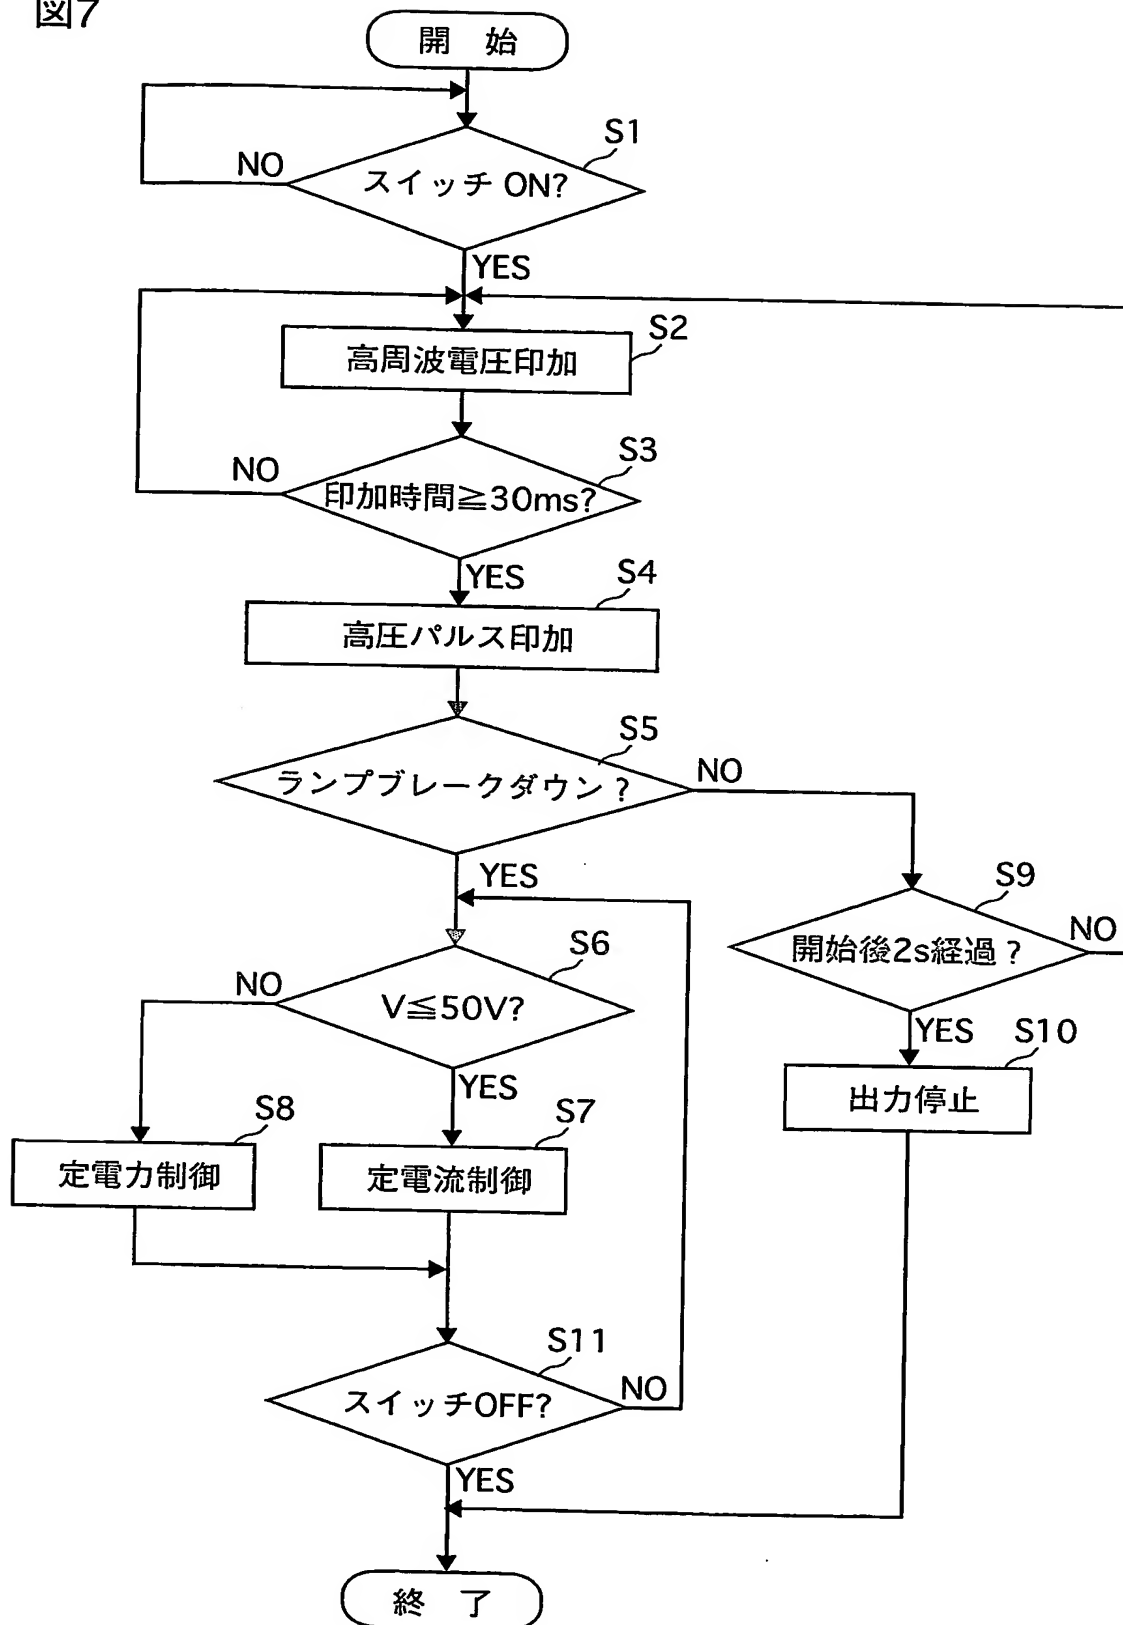 図7
開 始
S1
スイッチ ON?
NO
YES
S2
高周波電圧印加
S3
印加時間≧30ms?
NO
YES
S4
高圧パルス印加
S5
ランプブレークダウン?
NO
YES
S9
開始後2s経過?
NO
YES
S6
V≦50V?
NO
YES
S10
出力停止
S8
定電力制御
S7
定電流制御
S11
スイッチOFF?
NO
YES
終 了